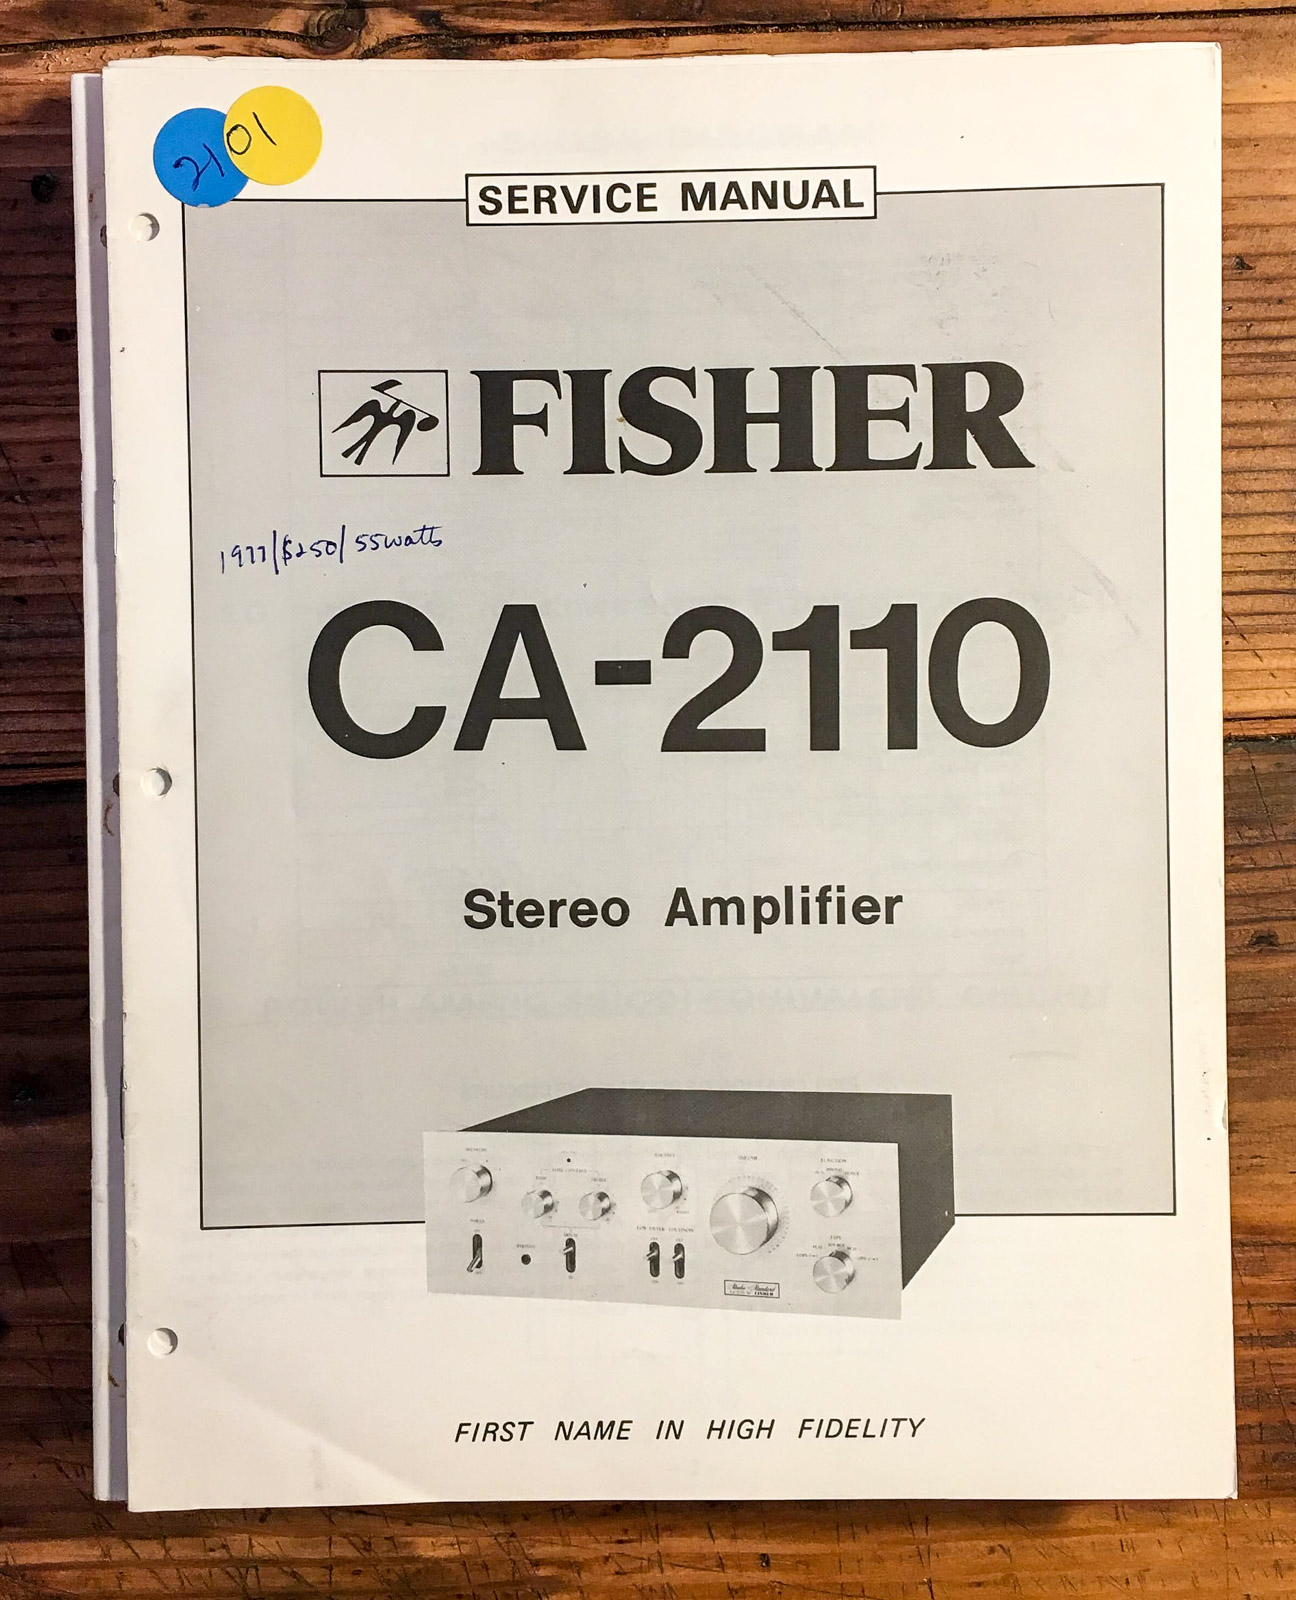 2101
SERVICE MANUAL
FISHER
1977/$250/55watts
CA-2110
Stereo Amplifier
FIRST NAME IN HIGH FIDELITY